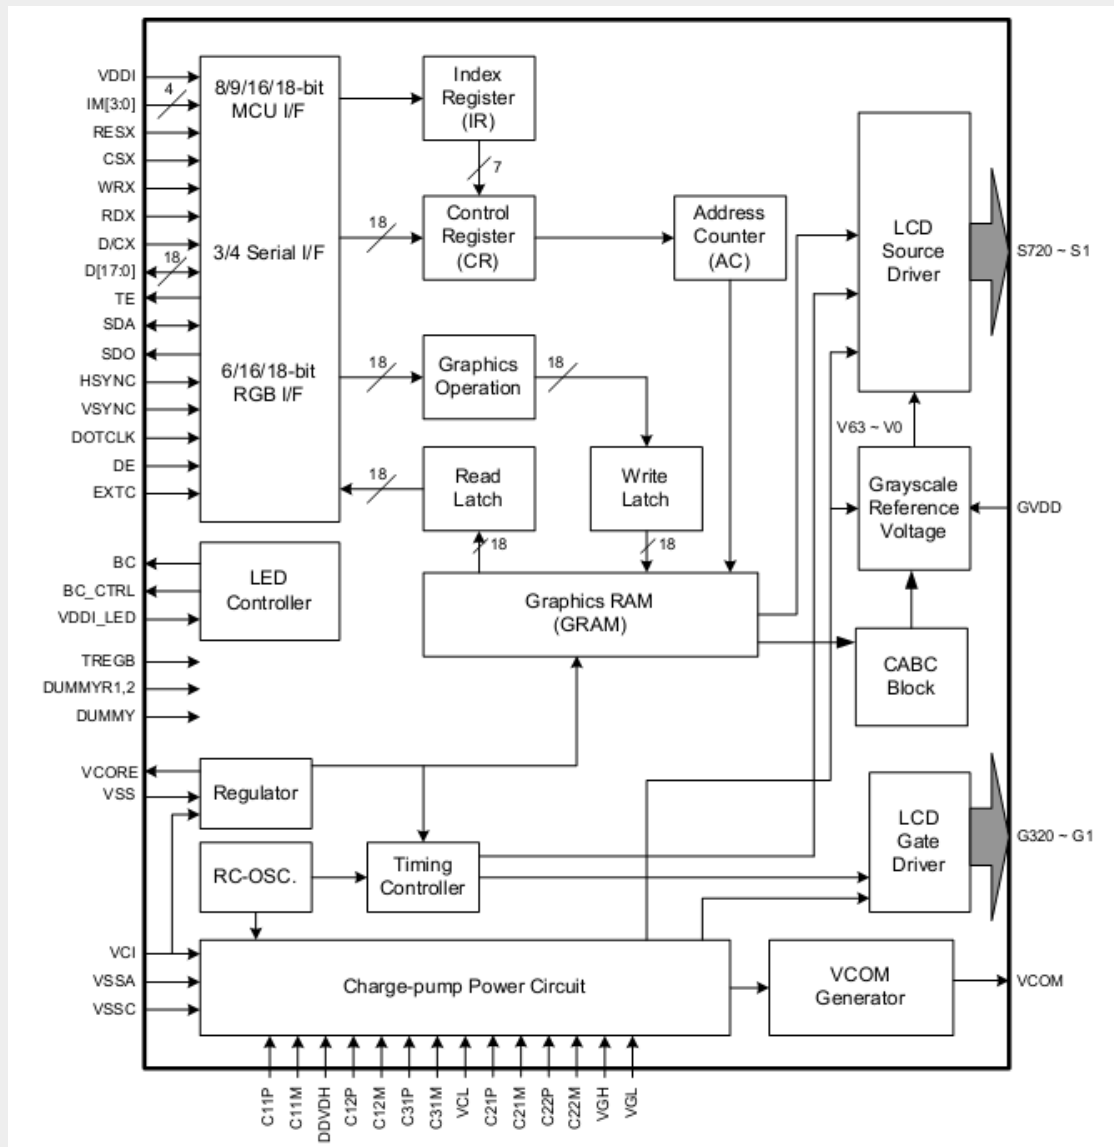 VDDI
IM[3:0]
4
RESX
CSX
WRX
RDX
D/CX
D[17:0]
18
TE
SDA
SDO
HSYNC
VSYNC
DOTCLK
DE
EXTC
8/9/16/18-bit
MCU I/F
3/4 Serial I/F
6/16/18-bit
RGB I/F
Index
Register
(IR)
7
18
Control
Register
(CR)
Address
Counter
(AC)
18
Graphics
Operation
18
18
Read
Latch
Write
Latch
18
18
Graphics RAM
(GRAM)
LCD
Source
Driver
S720 ~ S1
V63 ~ V0
Grayscale
Reference
Voltage
GVDD
CABC
Block
BC
BC_CTRL
VDDI_LED
LED
Controller
TREGB
DUMMYR1,2
DUMMY
VCORE
VSS
Regulator
RC-OSC.
Timing
Controller
LCD
Gate
Driver
G320 ~ G1
VCI
VSSA
VSSC
Charge-pump Power Circuit
VCOM
Generator
VCOM
C11P
C11M
DDVDH
C12P
C12M
C31P
C31M
VCL
C21P
C21M
C22P
C22M
VGH
VGL